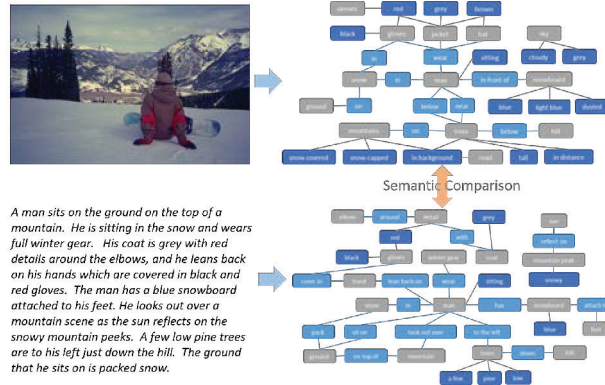 streets
red
grey
brown
black
gloves
jacket
hat
sky
in
wear
sitting
cloudy
grey
snow
in
man
in front of
snowboard
ground
on
below
near
blue
light blue
dusted
mountains
on
trees
below
hill
snow-covered
snow-capped
in background
road
tall
in distance
Semantic Comparison
A man sits on the ground on the top of a
mountain. He is sitting in the snow and wears
full winter gear. His coat is grey with red
details around the elbows, and he leans back
on his hands which are covered in black and
red gloves. The man has a blue snowboard
attached to his feet. He looks out over a
mountain scene as the sun reflects on the
snowy mountain peeks. A few low pine trees
are to his left just down the hill. The ground
that he sits on is packed snow.
elbow
around
detail
grey
sun
red
with
reflect on
black
gloves
winter gear
coat
mountain peak
cover in
hand
lean back on
wear
sitting
snowy
snow
in
man
has
snowboard
pack
sit on
look out over
to the left
blue
ground
on top of
mountain
trees
down
hill
a few
pine
low